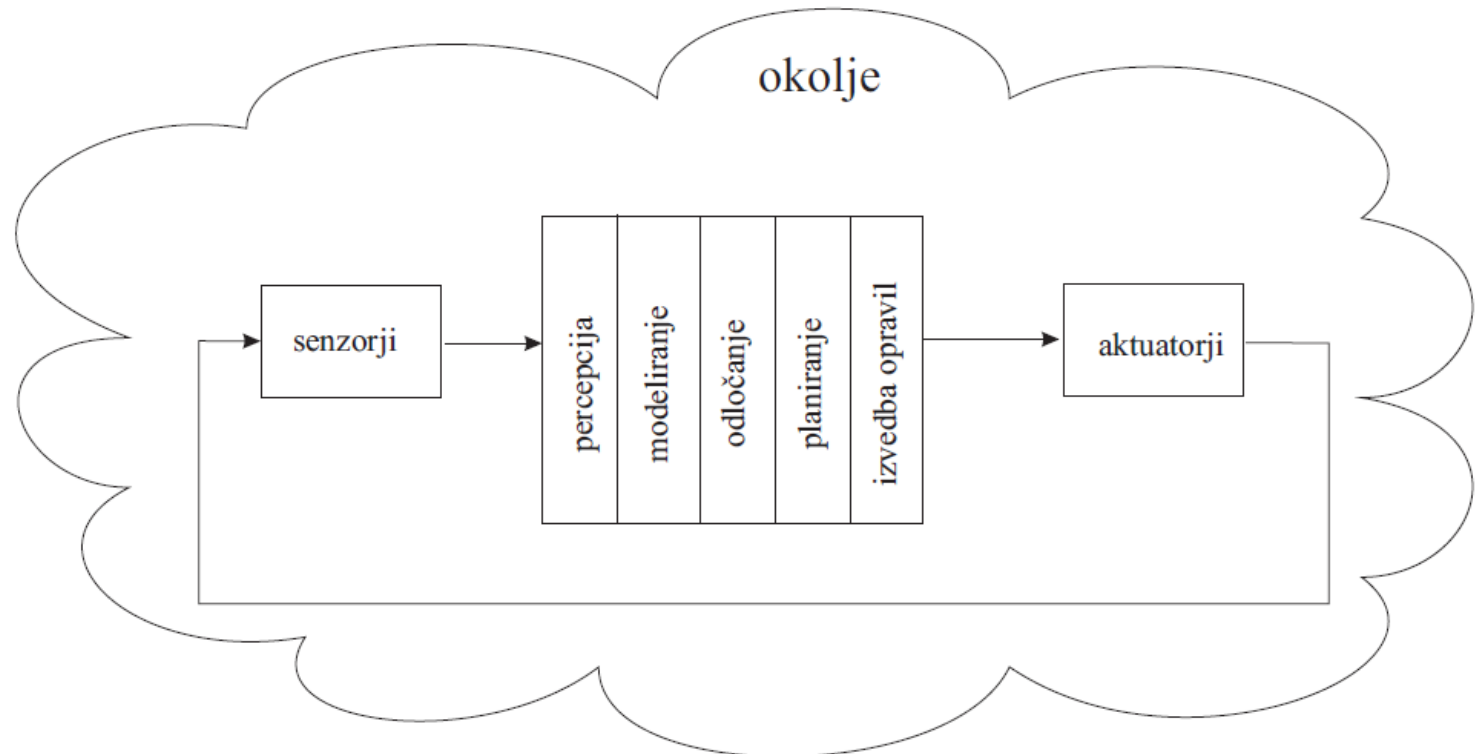 okolje
senzorji
percepcija
modeliranje
odločanje
planiranje
izvedba opravil
aktuatorji